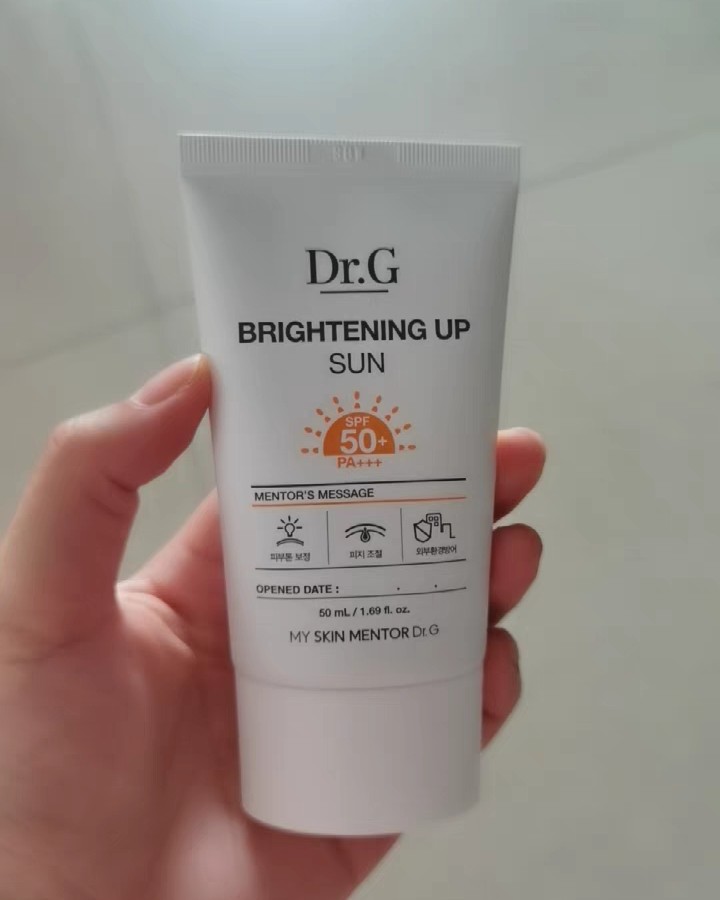 Dr.G
BRIGHTENING UP
SUN
SPF
50+
PA+++
MENTOR'S MESSAGE
피부톤 보정
피지 조절
외부환경방어
OPENED DATE : . .
50 mL / 1.69 fl. oz.
MY SKIN MENTOR Dr.G